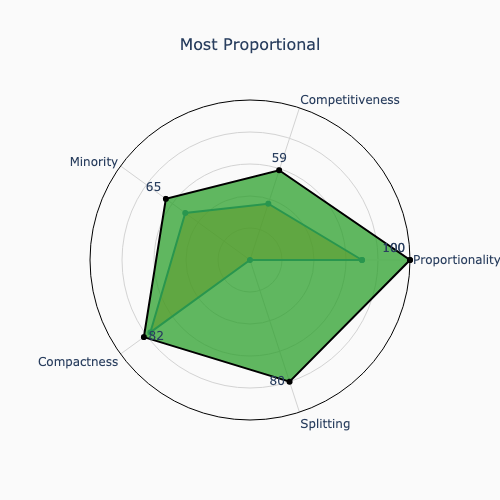 Most Proportional
Competitiveness
59
Minority
65
100
Proportionality
82
Compactness
80
Splitting